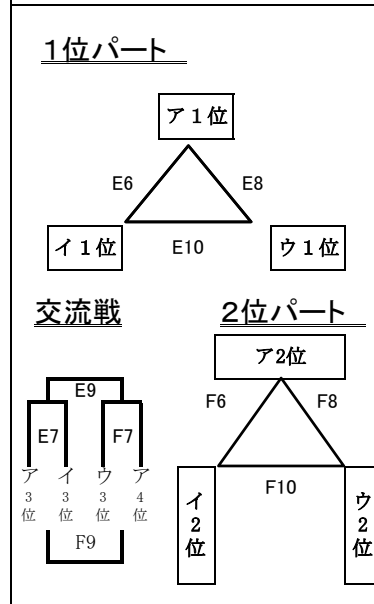 １位パート
ア１位
E6
E8
イ１位
E10
ウ１位
交流戦
２位パート
ア2位
E9
F6
F8
E7
F7
F10
ア3位
イ3位
ウ3位
ア4位
イ2位
ウ2位
F9